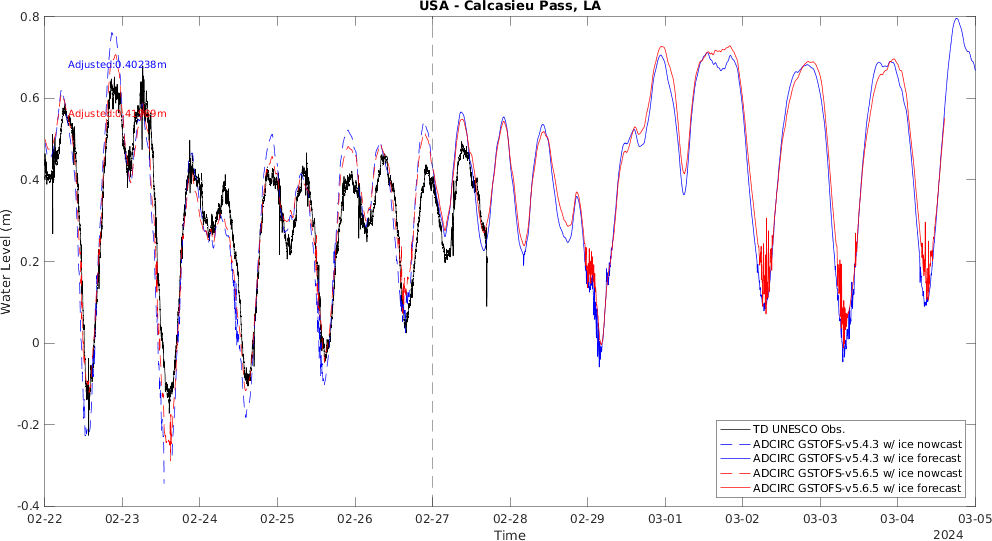 USA - Calcasieu Pass, LA
0.8
0.6
0.4
0.2
0
-0.2
-0.4
Water Level (m)
Adjusted:0.40238m
02-22
02-23
02-24
02-25
02-26
02-27
02-28
02-29
03-01
03-02
03-03
03-04
03-05
Time
2024
TD UNESCO Obs.
ADCIRC GSTOFS-v5.4.3 w/ ice nowcast
ADCIRC GSTOFS-v5.4.3 w/ ice forecast
ADCIRC GSTOFS-v5.6.5 w/ ice nowcast
ADCIRC GSTOFS-v5.6.5 w/ ice forecast